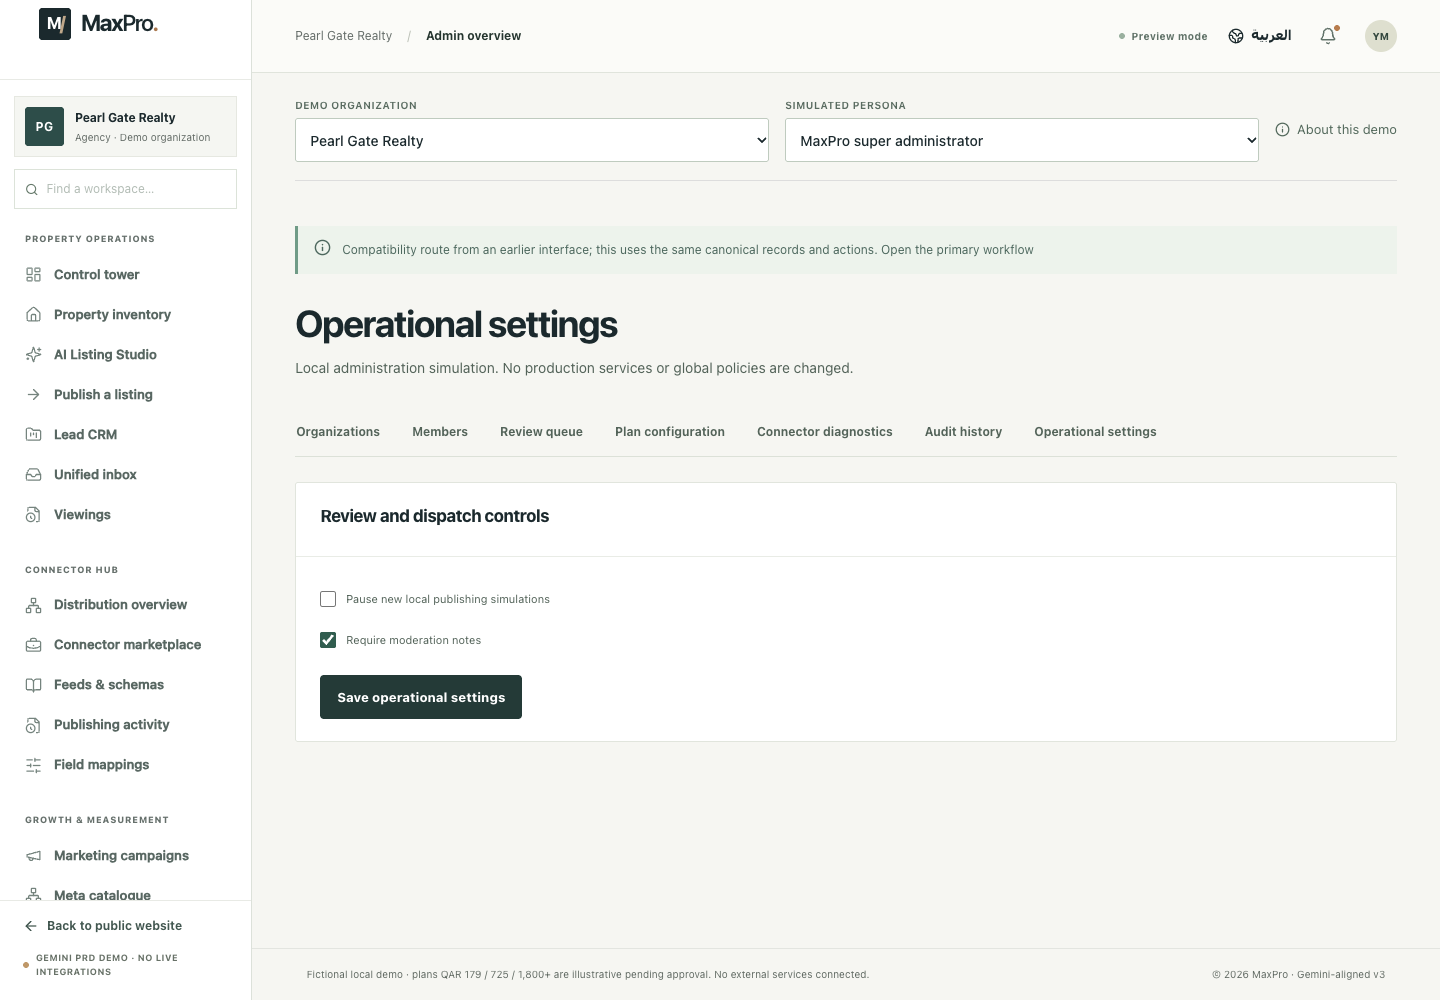 M/ MaxPro.
PG
Pearl Gate Realty
Agency · Demo organization
Find a workspace...
PROPERTY OPERATIONS
Control tower
Property inventory
AI Listing Studio
Publish a listing
Lead CRM
Unified inbox
Viewings
CONNECTOR HUB
Distribution overview
Connector marketplace
Feeds & schemas
Publishing activity
Field mappings
GROWTH & MEASUREMENT
Marketing campaigns
Meta catalogue
Back to public website
GEMINI PRD DEMO · NO LIVE
INTEGRATIONS
Pearl Gate Realty / Admin overview
Preview mode
العربية
YM
DEMO ORGANIZATION
Pearl Gate Realty
SIMULATED PERSONA
MaxPro super administrator
About this demo
Compatibility route from an earlier interface; this uses the same canonical records and actions. Open the primary workflow
Operational settings
Local administration simulation. No production services or global policies are changed.
Organizations Members Review queue Plan configuration Connector diagnostics Audit history Operational settings
Review and dispatch controls
Pause new local publishing simulations
Require moderation notes
Save operational settings
Fictional local demo · plans QAR 179 / 725 / 1,800+ are illustrative pending approval. No external services connected.
© 2026 MaxPro · Gemini-aligned v3